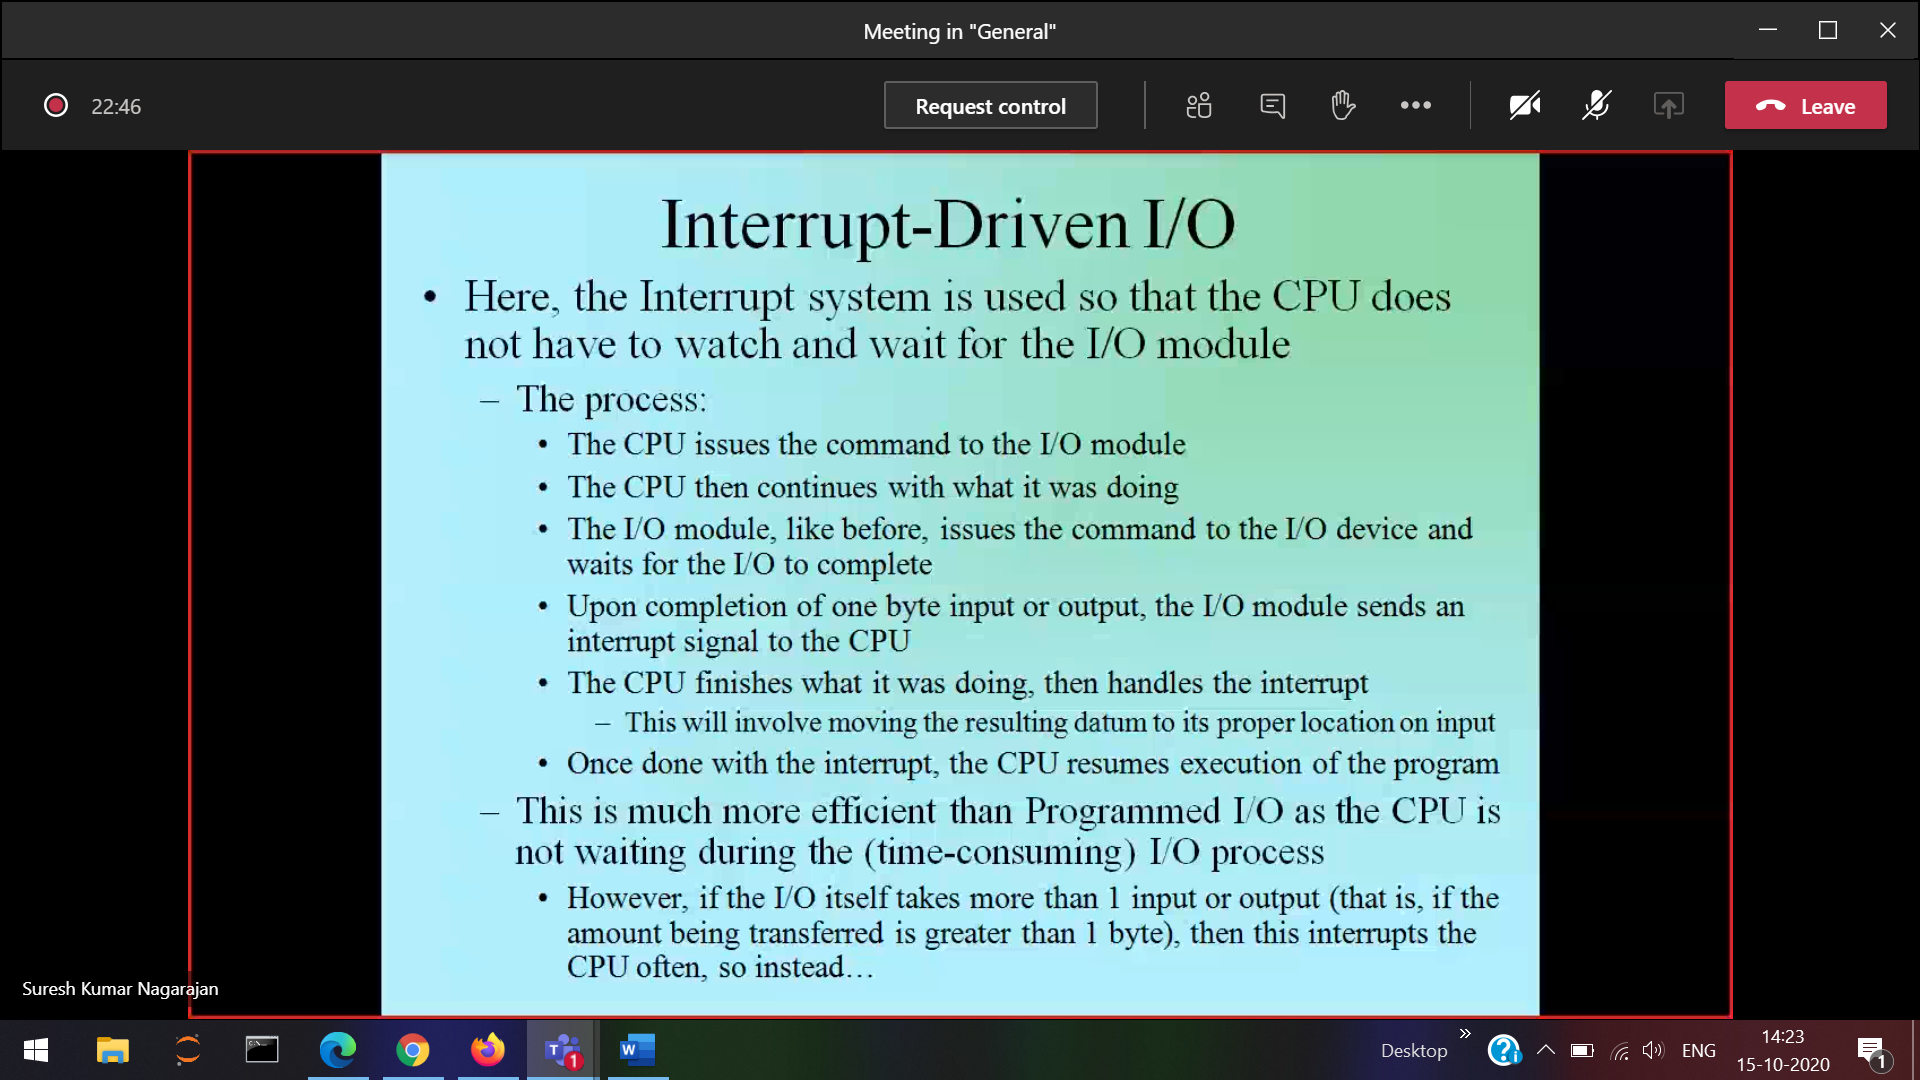 Meeting in "General"
22:46
Request control
Leave
Interrupt-Driven I/O
• Here, the Interrupt system is used so that the CPU does
not have to watch and wait for the I/O module
– The process:
• The CPU issues the command to the I/O module
• The CPU then continues with what it was doing
• The I/O module, like before, issues the command to the I/O device and
waits for the I/O to complete
• Upon completion of one byte input or output, the I/O module sends an
interrupt signal to the CPU
• The CPU finishes what it was doing, then handles the interrupt
– This will involve moving the resulting datum to its proper location on input
• Once done with the interrupt, the CPU resumes execution of the program
– This is much more efficient than Programmed I/O as the CPU is
not waiting during the (time-consuming) I/O process
• However, if the I/O itself takes more than 1 input or output (that is, if the
amount being transferred is greater than 1 byte), then this interrupts the
CPU often, so instead…
Suresh Kumar Nagarajan
T
1
W
Desktop
»
ENG
14:23
15-10-2020
1